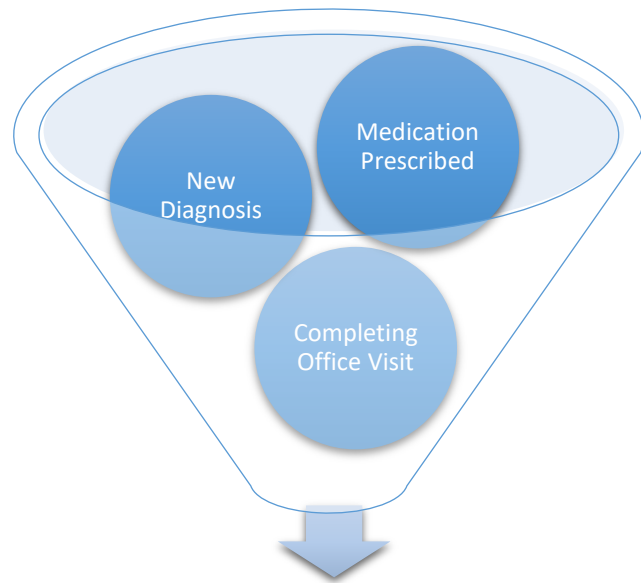 Medication
Prescribed
New
Diagnosis
Completing
Office Visit